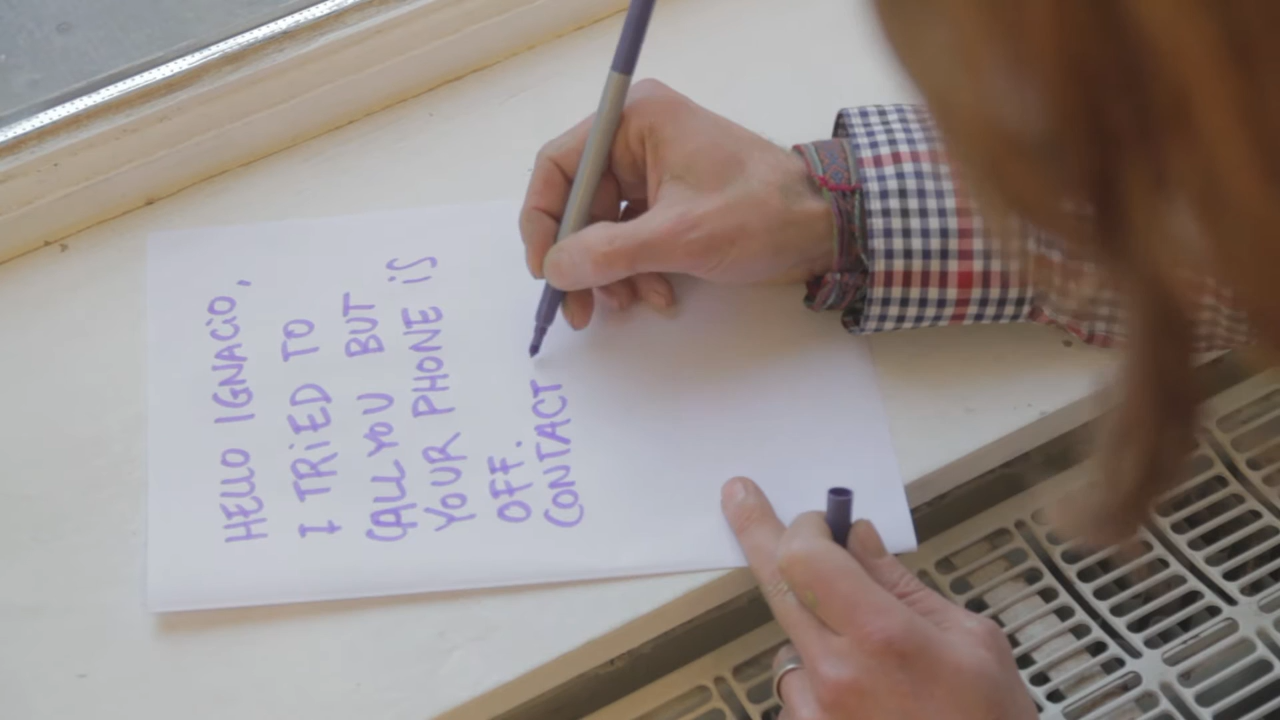 HELLO IGNACIO,
I TRIED TO
CALL YOU BUT
YOUR PHONE IS
OFF.
CONTACT